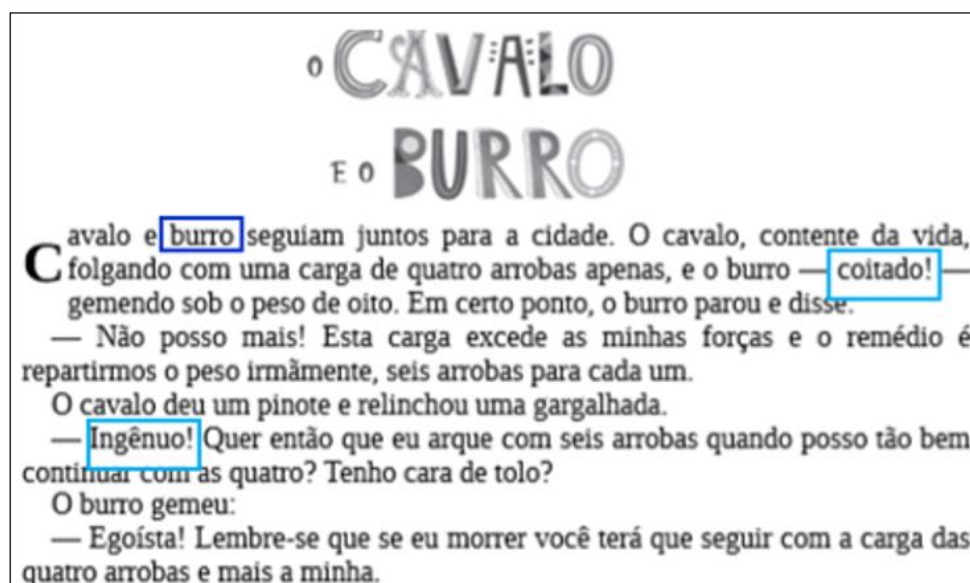 O CAVALO
E O BURRO
Cavalo e burro seguiam juntos para a cidade. O cavalo, contente da vida,
folgando com uma carga de quatro arrobas apenas, e o burro — coitado! —
gemendo sob o peso de oito. Em certo ponto, o burro parou e disse:
— Não posso mais! Esta carga excede as minhas forças e o remédio é
repartirmos o peso irmãmente, seis arrobas para cada um.
O cavalo deu um pinote e relinchou uma gargalhada.
— Ingênuo! Quer então que eu arque com seis arrobas quando posso tão bem
continuar com as quatro? Tenho cara de tolo?
O burro gemeu:
— Egoísta! Lembre-se que se eu morrer você terá que seguir com a carga das
quatro arrobas e mais a minha.